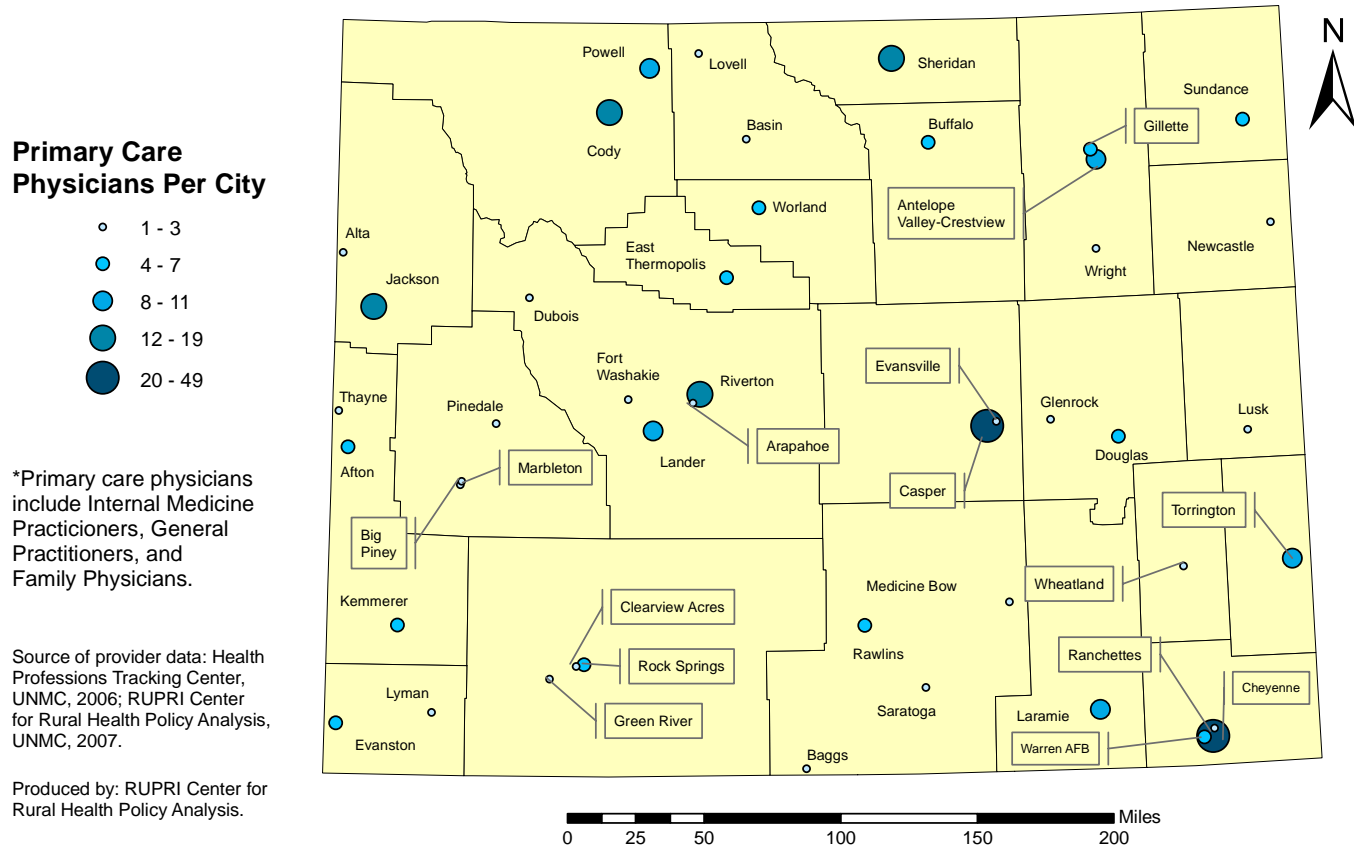 Primary Care
Physicians Per City
1 - 3
4 - 7
8 - 11
12 - 19
20 - 49
*Primary care physicians
include Internal Medicine
Practicioners, General
Practitioners, and
Family Physicians.
Source of provider data: Health
Professions Tracking Center,
UNMC, 2006; RUPRI Center
for Rural Health Policy Analysis,
UNMC, 2007.
Produced by: RUPRI Center for
Rural Health Policy Analysis.
N
Powell
Lovell
Sheridan
Sundance
Gillette
Cody
Basin
Buffalo
Antelope
Valley-Crestview
Worland
Newcastle
Alta
Jackson
East
Thermopolis
Wright
Dubois
Fort
Washakie
Riverton
Evansville
Thayne
Pinedale
Glenrock
Lusk
Afton
Marbleton
Lander
Arapahoe
Casper
Douglas
Big
Piney
Torrington
Kemmerer
Clearview Acres
Medicine Bow
Wheatland
Rock Springs
Rawlins
Ranchettes
Cheyenne
Lyman
Green River
Saratoga
Laramie
Evanston
Baggs
Warren AFB
Miles
0 25 50 100 150 200